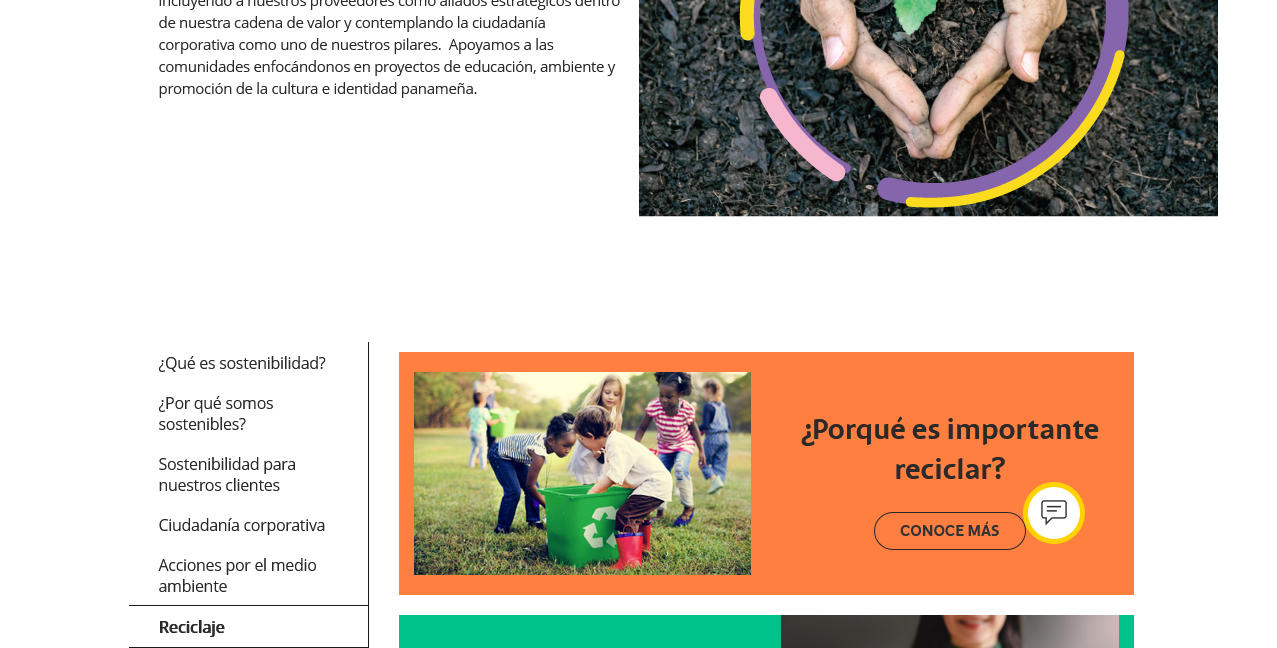 incluyendo a nuestros proveedores como aliados estratégicos dentro
de nuestra cadena de valor y contemplando la ciudadanía
corporativa como uno de nuestros pilares.  Apoyamos a las
comunidades enfocándonos en proyectos de educación, ambiente y
promoción de la cultura e identidad panameña.
¿Qué es sostenibilidad?
¿Por qué somos
sostenibles?
Sostenibilidad para
nuestros clientes
Ciudadanía corporativa
Acciones por el medio
ambiente
Reciclaje
¿Porqué es importante
reciclar?
CONOCE MÁS